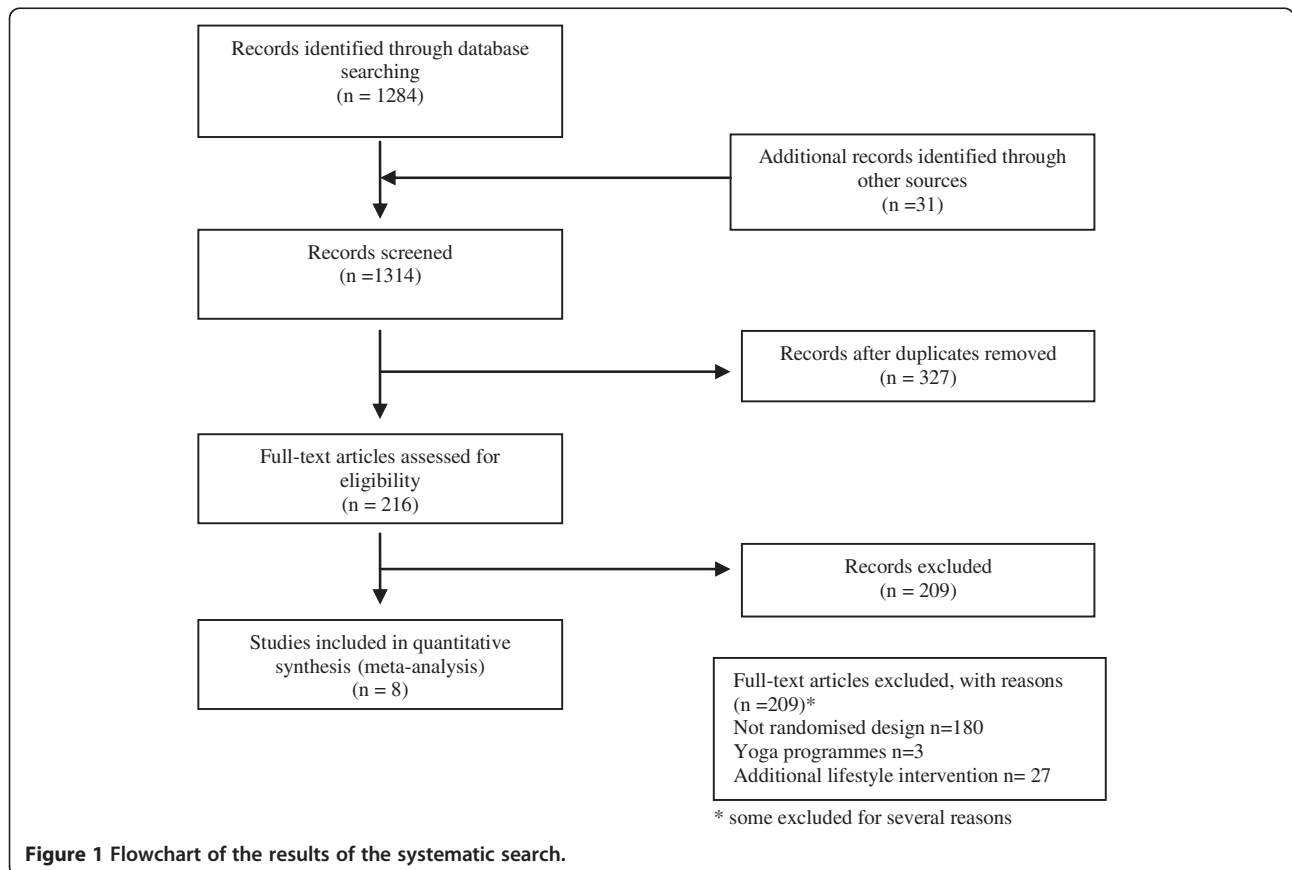 Records identified through database
searching
(n = 1284)
Additional records identified through
other sources
(n =31)
Records screened
(n =1314)
Records after duplicates removed
(n = 327)
Full-text articles assessed for
eligibility
(n = 216)
Records excluded
(n = 209)
Studies included in quantitative
synthesis (meta-analysis)
(n = 8)
Full-text articles excluded, with reasons
(n =209)*
Not randomised design n=180
Yoga programmes n=3
Additional lifestyle intervention n= 27
* some excluded for several reasons
Figure 1 Flowchart of the results of the systematic search.